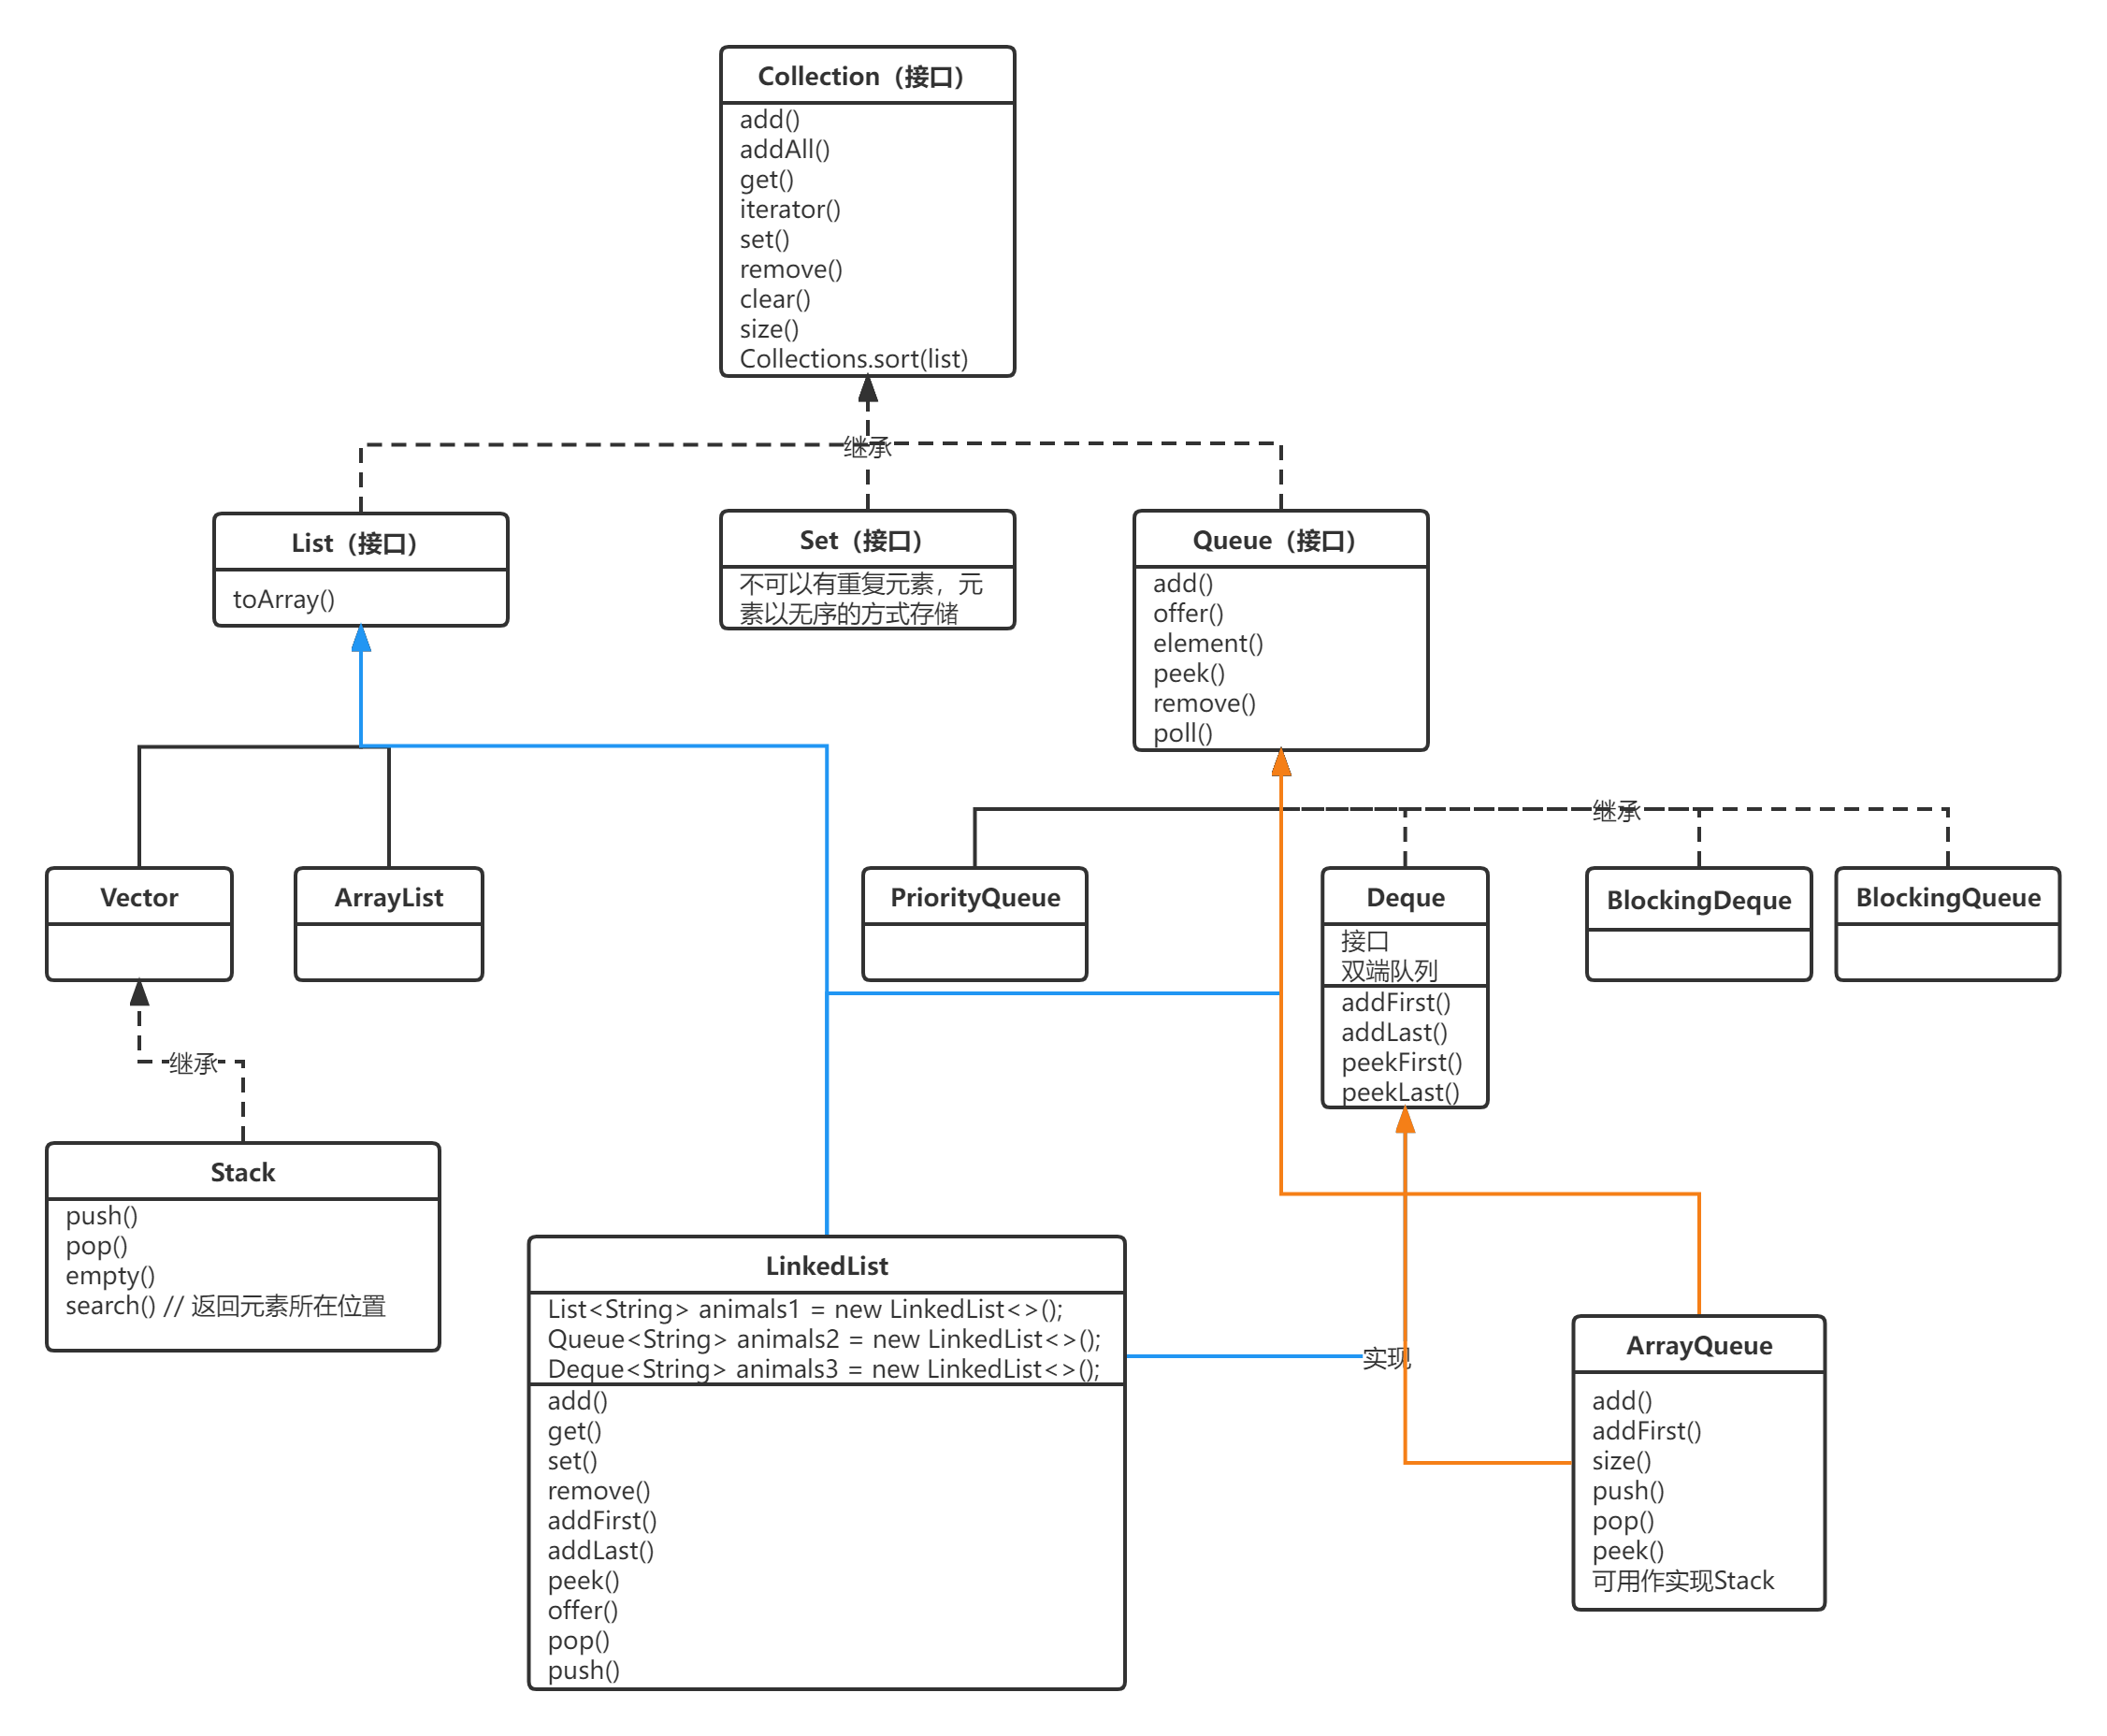 Collection（接口）
add()
addAll()
get()
iterator()
set()
remove()
clear()
size()
Collections.sort(list)
继承
List（接口）
toArray()
Set（接口）
不可以有重复元素，元
素以无序的方式存储
Queue（接口）
add()
offer()
element()
peek()
remove()
poll()
继承
Vector
ArrayList
PriorityQueue
Deque
接口
双端队列
addFirst()
addLast()
peekFirst()
peekLast()
BlockingDeque
BlockingQueue
继承
Stack
push()
pop()
empty()
search() // 返回元素所在位置
LinkedList
List<String> animals1 = new LinkedList<>();
Queue<String> animals2 = new LinkedList<>();
Deque<String> animals3 = new LinkedList<>();
add()
get()
set()
remove()
addFirst()
addLast()
peek()
offer()
pop()
push()
实现
ArrayQueue
add()
addFirst()
size()
push()
pop()
peek()
可用作实现Stack